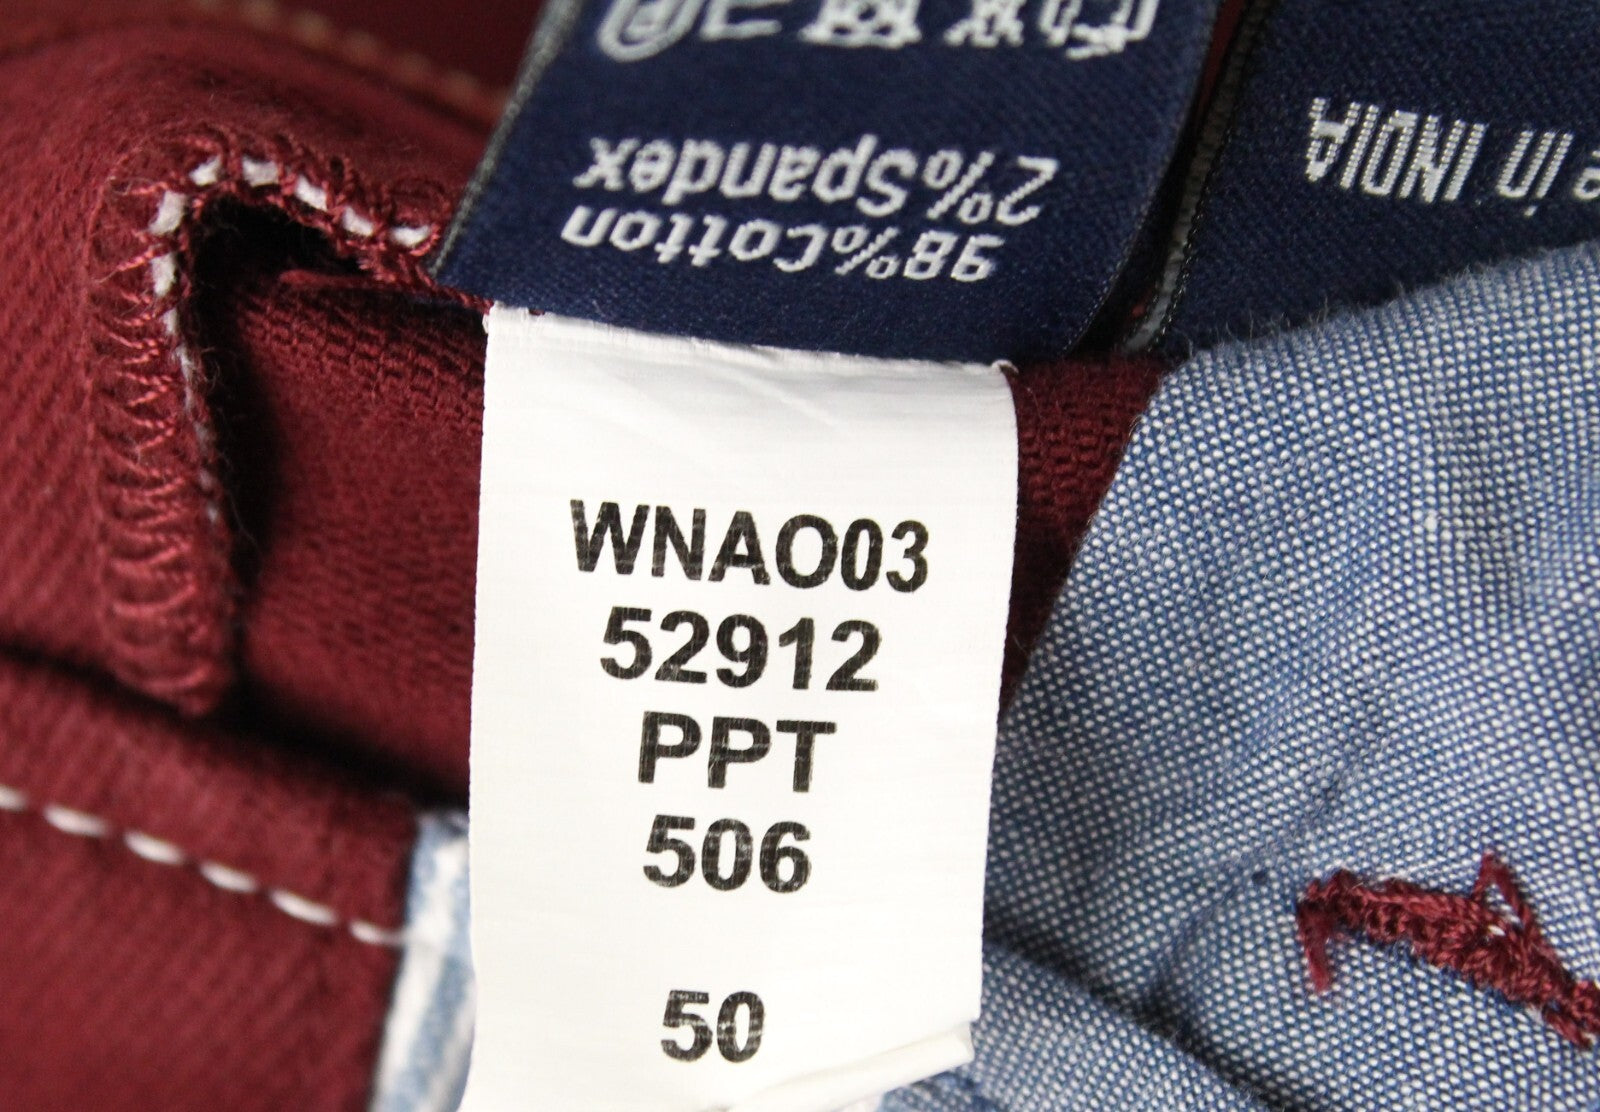 98%Cotton
2%Spandex
in INDIA
WNAO03
52912
PPT
506
50